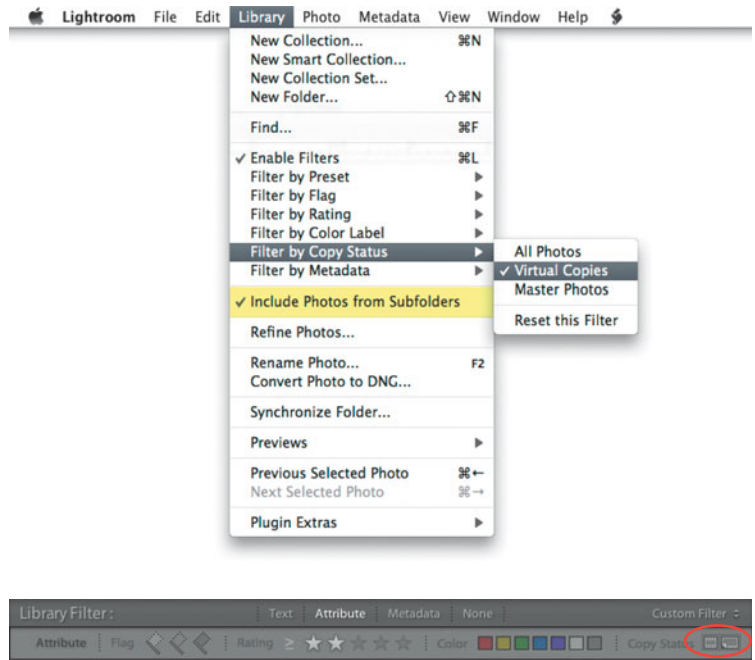 Lightroom File Edit Library Photo Metadata View Window Help
New Collection... ⌘N
New Smart Collection...
New Collection Set...
New Folder... ⇧⌘N
Find... ⌘F
✓ Enable Filters ⌘L
Filter by Preset ▶
Filter by Flag ▶
Filter by Rating ▶
Filter by Color Label ▶
Filter by Copy Status ▶
Filter by Metadata ▶
✓ Include Photos from Subfolders
Refine Photos...
Rename Photo... F2
Convert Photo to DNG...
Synchronize Folder...
Previews ▶
Previous Selected Photo ⌘←
Next Selected Photo ⌘→
Plugin Extras ▶
All Photos
✓ Virtual Copies
Master Photos
Reset this Filter
Library Filter: Text Attribute Metadata None Custom Filter
Attribute Flag Rating ≥ ★ ★ ☆ ☆ ☆ Color Copy Status